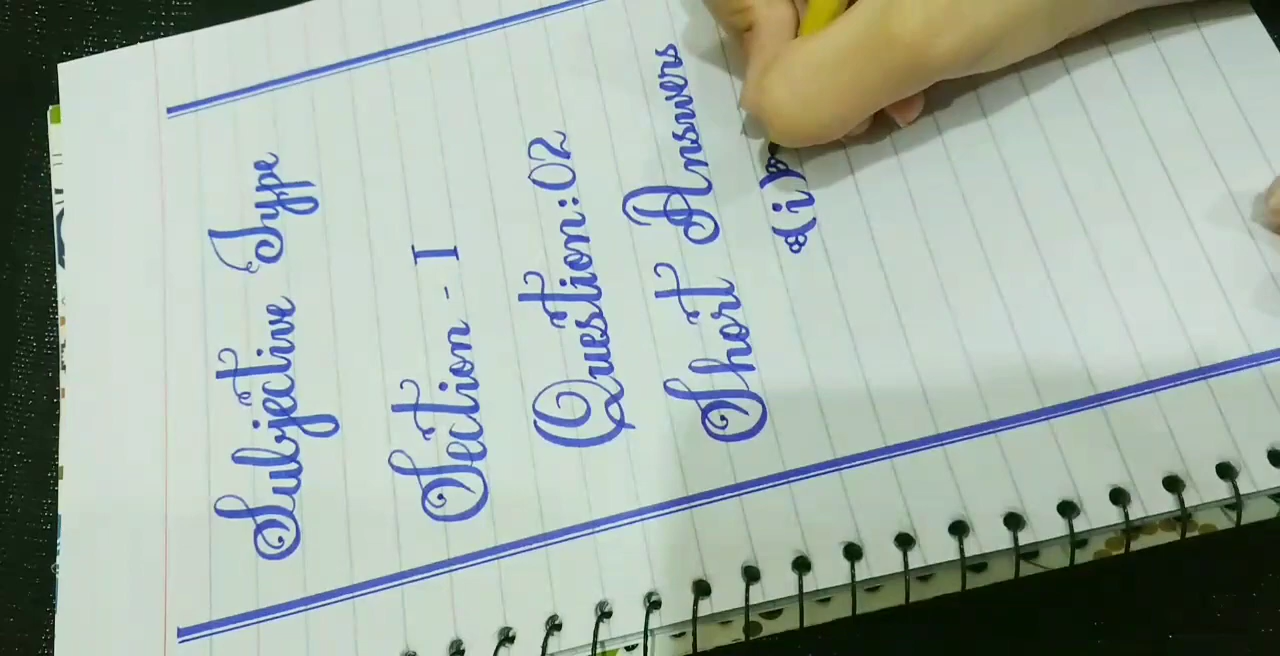 Subjective Type
Section - I
Question:02
Short Answers
(i)